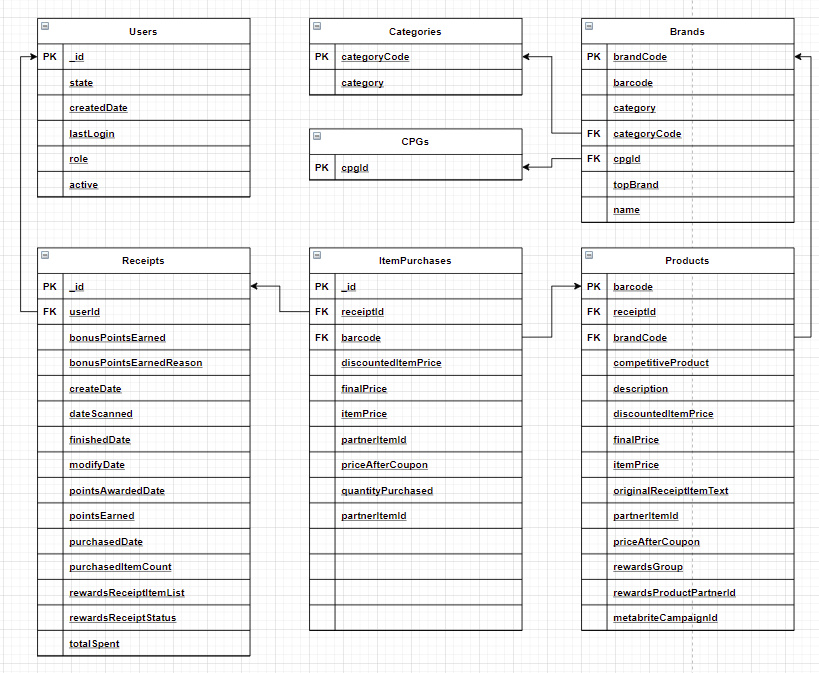 Users
PK _id
state
createdDate
lastLogin
role
active
Categories
PK categoryCode
category
CPGs
PK cpgId
Brands
PK brandCode
barcode
category
FK categoryCode
FK cpgId
topBrand
name
Receipts
PK _id
FK userId
bonusPointsEarned
bonusPointsEarnedReason
createDate
dateScanned
finishedDate
modifyDate
pointsAwardedDate
pointsEarned
purchasedDate
purchasedItemCount
rewardsReceiptItemList
rewardsReceiptStatus
totalSpent
ItemPurchases
PK _id
FK receiptId
FK barcode
discountedItemPrice
finalPrice
itemPrice
partnerItemId
priceAfterCoupon
quantityPurchased
partnerItemId
Products
PK barcode
FK receiptId
FK brandCode
competitiveProduct
description
discountedItemPrice
finalPrice
itemPrice
originalReceiptItemText
partnerItemId
priceAfterCoupon
rewardsGroup
rewardsProductPartnerId
metabriteCampaignId